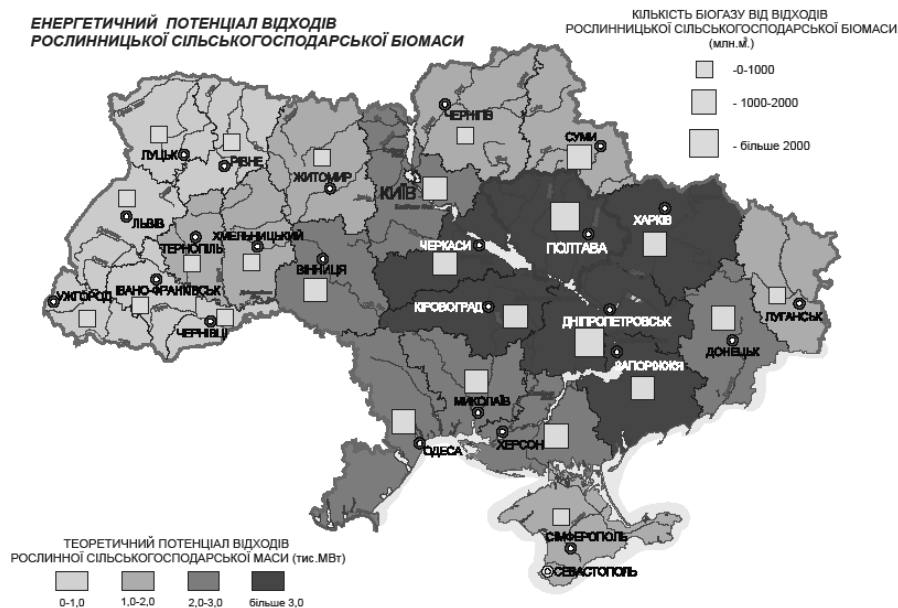 ЕНЕРГЕТИЧНИЙ ПОТЕНЦІАЛ ВІДХОДІВ
РОСЛИННИЦЬКОЇ СІЛЬСЬКОГОСПОДАРСЬКОЇ БІОМАСИ
КІЛЬКІСТЬ БІОГАЗУ ВІД ВІДХОДІВ
РОСЛИННИЦЬКОЇ СІЛЬСЬКОГОСПОДАРСЬКОЇ БІОМАСИ
(млн.м.³)
-0-1000
- 1000-2000
- більше 2000
ЧЕРНІГІВ
СУМИ
ЛУЦЬК
РІВНЕ
ЖИТОМИР
КИЇВ
ЛЬВІВ
ТЕРНОПІЛЬ
ХМЕЛЬНИЦЬКИЙ
ЧЕРКАСИ
ПОЛТАВА
ХАРКІВ
ВІННИЦЯ
УЖГОРОД
ІВАНО-ФРАНКІВСЬК
ЧЕРНІВЦІ
КІРОВОГРАД
ДНІПРОПЕТРОВСЬК
ЛУГАНСЬК
ДОНЕЦЬК
ЗАПОРІЖЖЯ
МИКОЛАЇВ
ОДЕСА
ХЕРСОН
СІМФЕРОПОЛЬ
СЕВАСТОПОЛЬ
ТЕОРЕТИЧНИЙ ПОТЕНЦІАЛ ВІДХОДІВ
РОСЛИННОЇ СІЛЬСЬКОГОСПОДАРСЬКОЇ МАСИ (тис.МВт)
0-1,0
1,0-2,0
2,0-3,0
більше 3,0